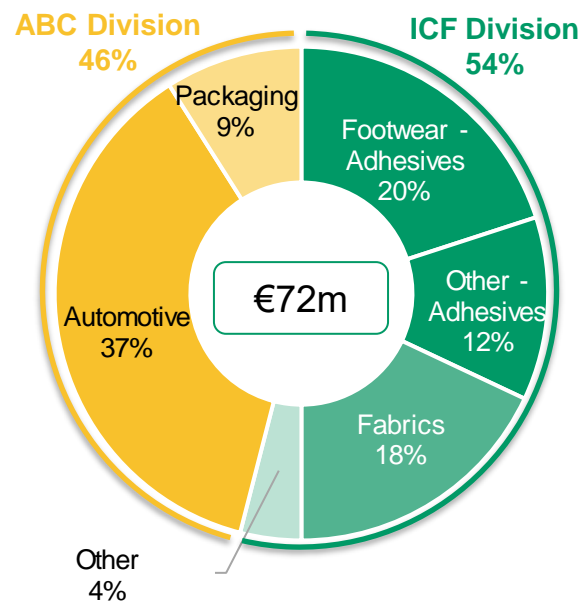 ABC Division
46%
ICF Division
54%
Packaging
9%
Footwear -
Adhesives
20%
Other -
Adhesives
12%
€72m
Automotive
37%
Fabrics
18%
Other
4%